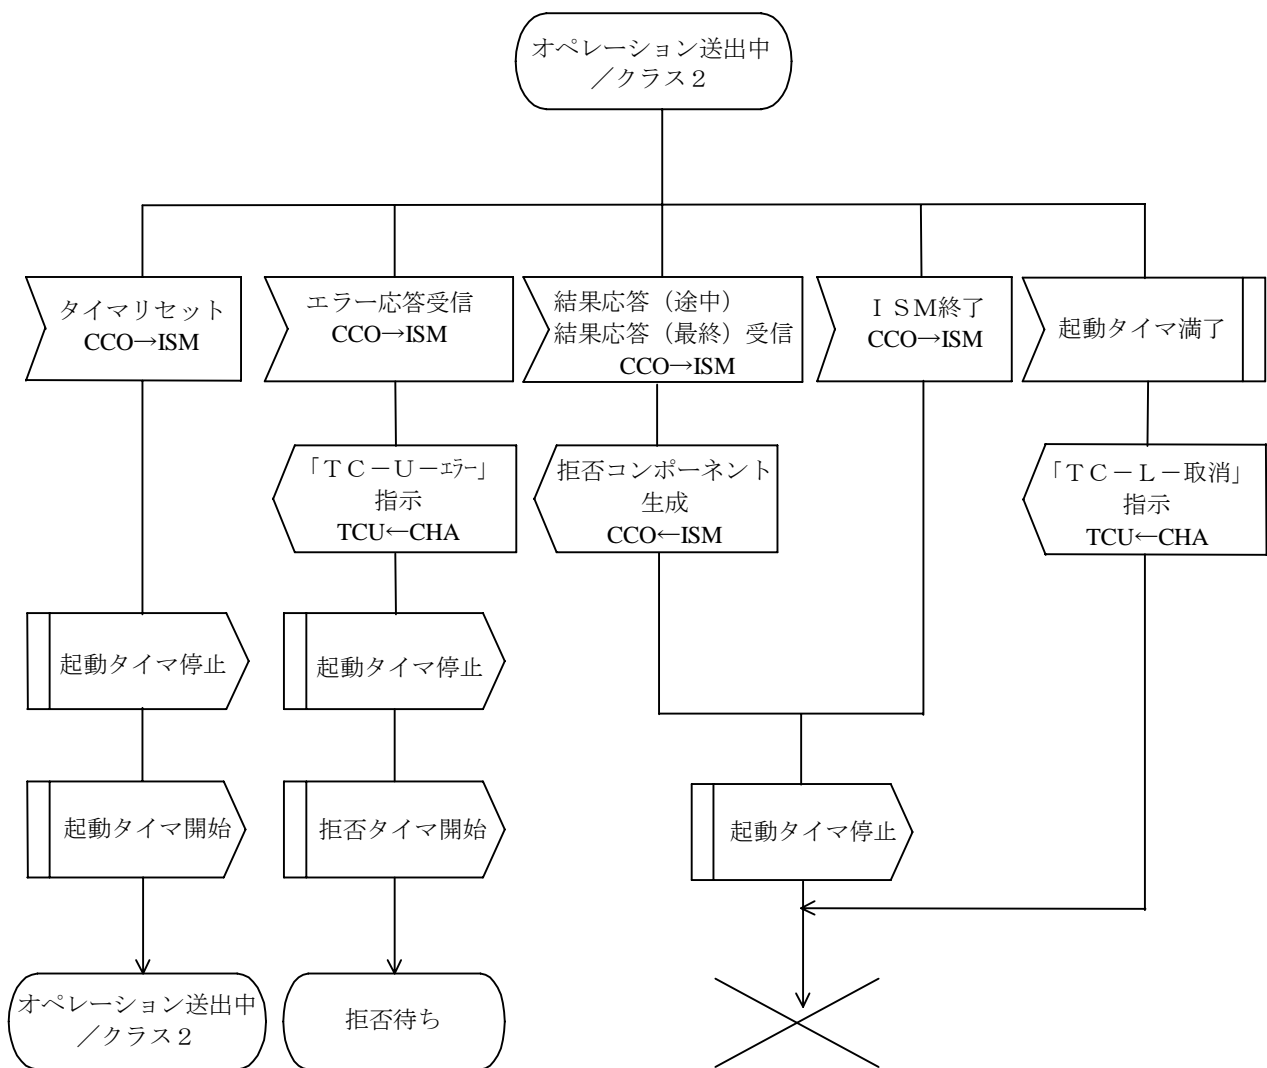 オペレーション送出中
／クラス２
タイマリセット
CCO→ISM
エラー応答受信
CCO→ISM
結果応答（途中）
結果応答（最終）受信
CCO→ISM
ＩＳＭ終了
CCO→ISM
起動タイマ満了
「ＴＣ－Ｕ－ｴﾗｰ」
指示
TCU←CHA
拒否コンポーネント
生成
CCO←ISM
「ＴＣ－Ｌ－取消」
指示
TCU←CHA
起動タイマ停止
起動タイマ停止
起動タイマ開始
拒否タイマ開始
起動タイマ停止
オペレーション送出中
／クラス２
拒否待ち